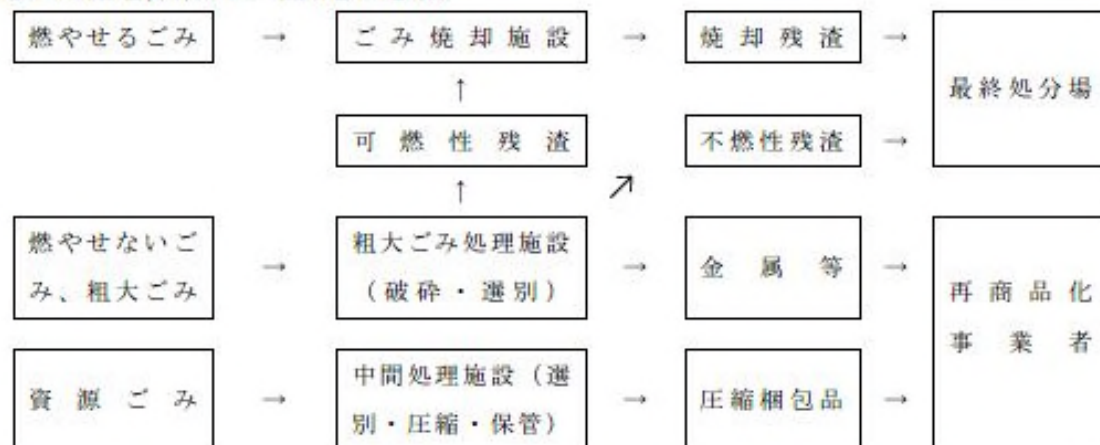 燃やせるごみ → ごみ焼却施設 → 焼却残渣 → 最終処分場
↑
可燃性残渣 不燃性残渣 →
↑ ↗
燃やせないご
み、粗大ごみ → 粗大ごみ処理施設
（破砕・選別） → 金属等 → 再商品化
事業者
資源ごみ → 中間処理施設（選
別・圧縮・保管） → 圧縮梱包品 →